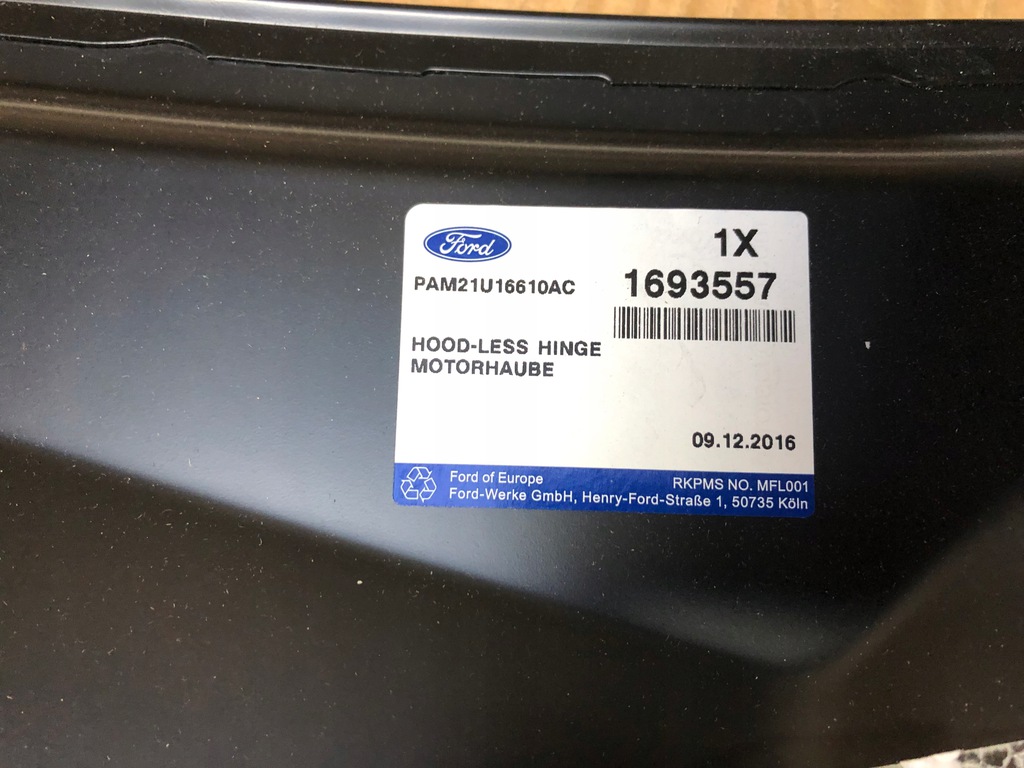 Ford
1X
PAM21U16610AC
1693557
HOOD-LESS HINGE
MOTORHAUBE
09.12.2016
Ford of Europe
RKPMS NO. MFL001
Ford-Werke GmbH, Henry-Ford-Straße 1, 50735 Köln